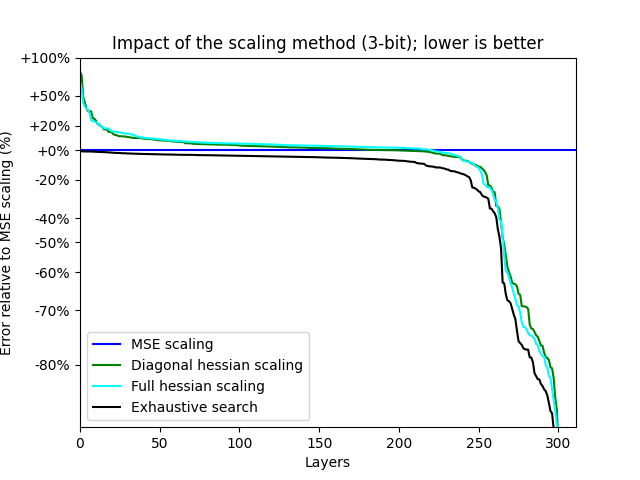 Impact of the scaling method (3-bit); lower is better
Error relative to MSE scaling (%)
+100%
+50%
+20%
+0%
-20%
-40%
-50%
-60%
-70%
-80%
MSE scaling
Diagonal hessian scaling
Full hessian scaling
Exhaustive search
0 50 100 150 200 250 300
Layers